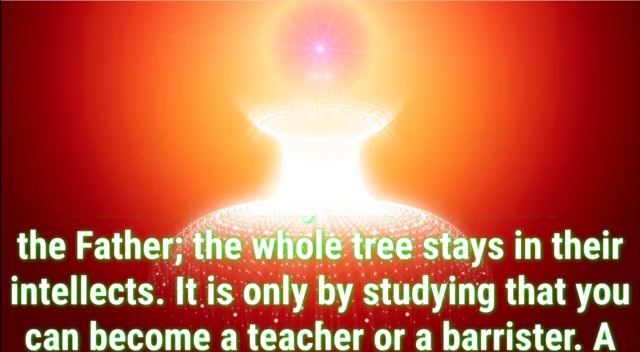 the Father; the whole tree stays in their
intellects. It is only by studying that you
can become a teacher or a barrister. A